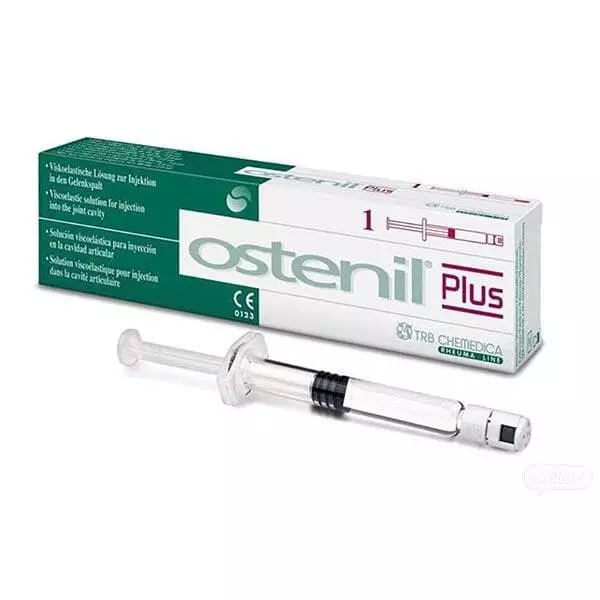 Plus
1
• Viskoelastische Lösung zur Injektion
in den Gelenkspalt
• Viscoelastic solution for injection
into the joint cavity
• Solución viscoelástica para inyección
en la cavidad articular
• Solution viscoélastique pour injection
dans la cavité articulaire
CE
0123
1
ostenil®
Plus
TRB CHEMEDICA
RHEUMA LINE